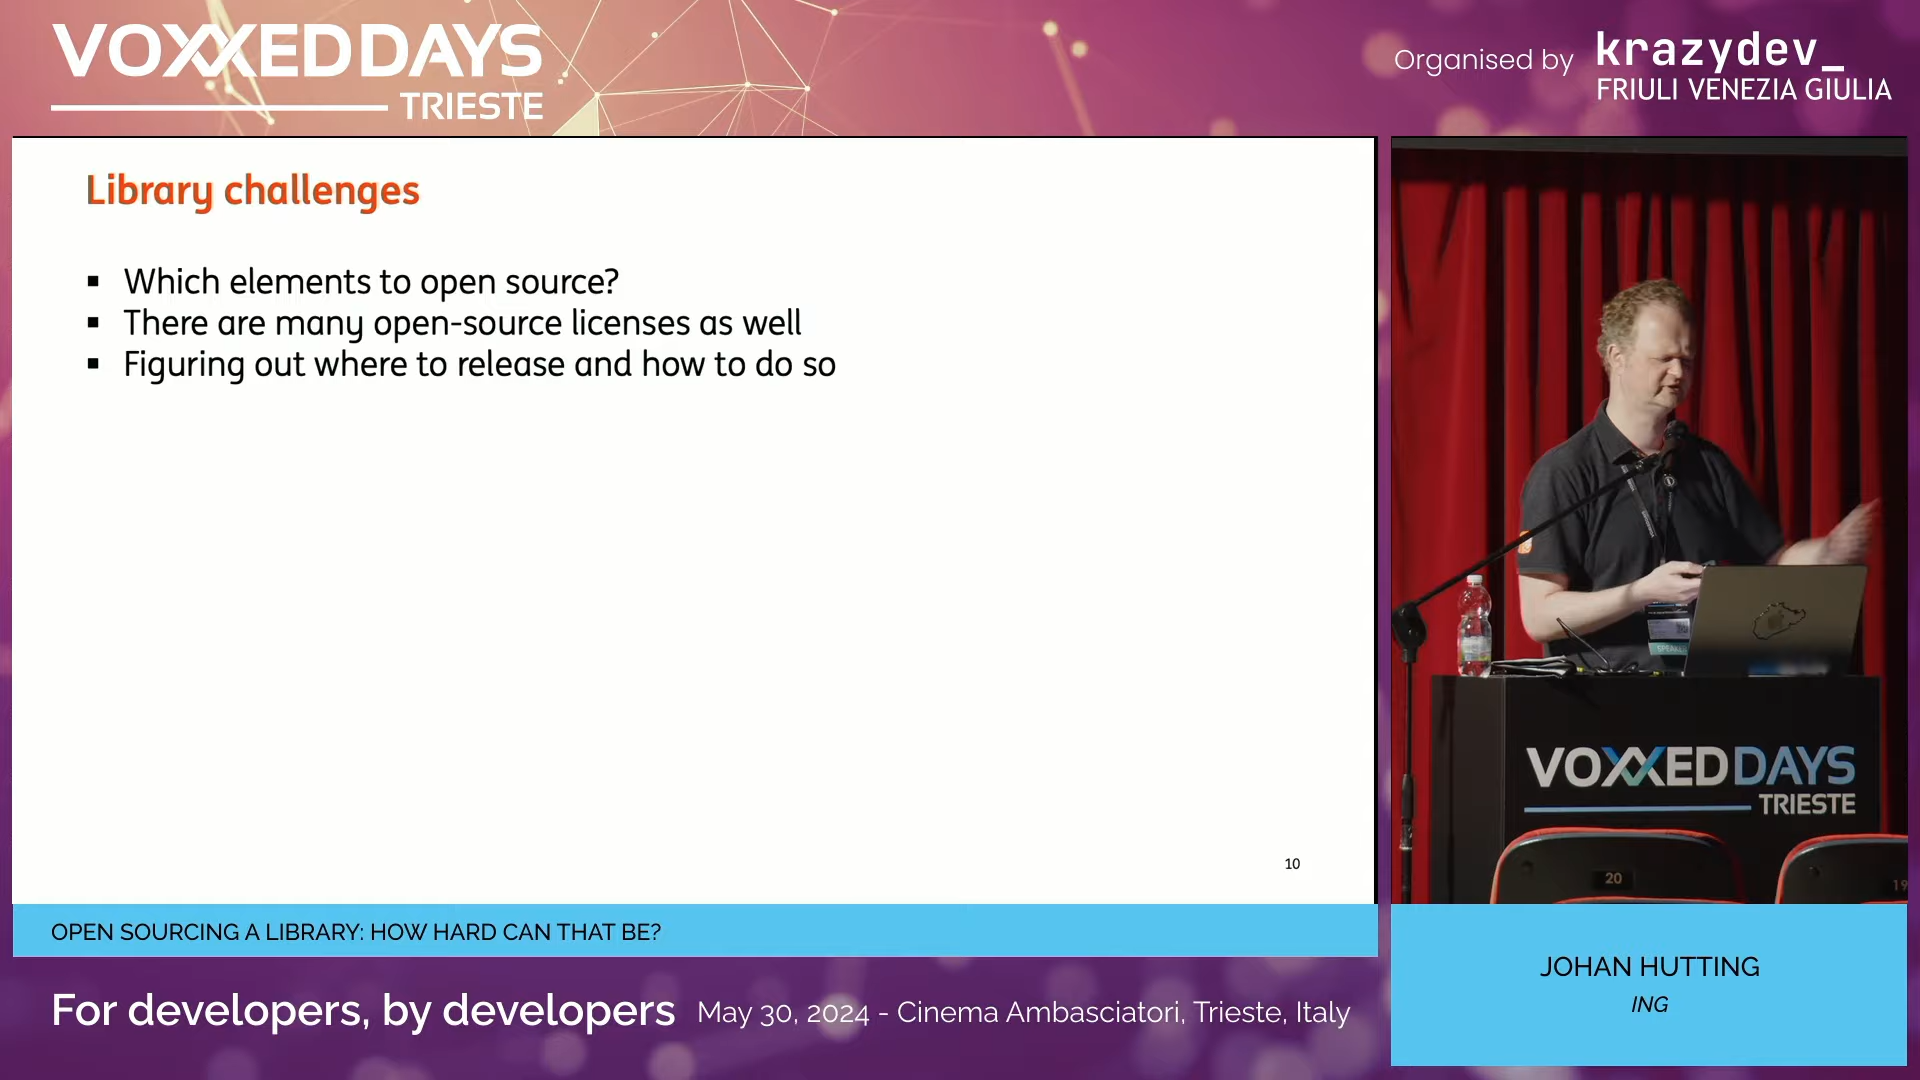 VOXXEDDAYS
TRIESTE
Organised by krazydev_
FRIULI VENEZIA GIULIA
Library challenges
▪ Which elements to open source?
▪ There are many open-source licenses as well
▪ Figuring out where to release and how to do so
10
VOXXEDDAYS
TRIESTE
20
19
OPEN SOURCING A LIBRARY: HOW HARD CAN THAT BE?
JOHAN HUTTING
ING
For developers, by developers May 30, 2024 - Cinema Ambasciatori, Trieste, Italy